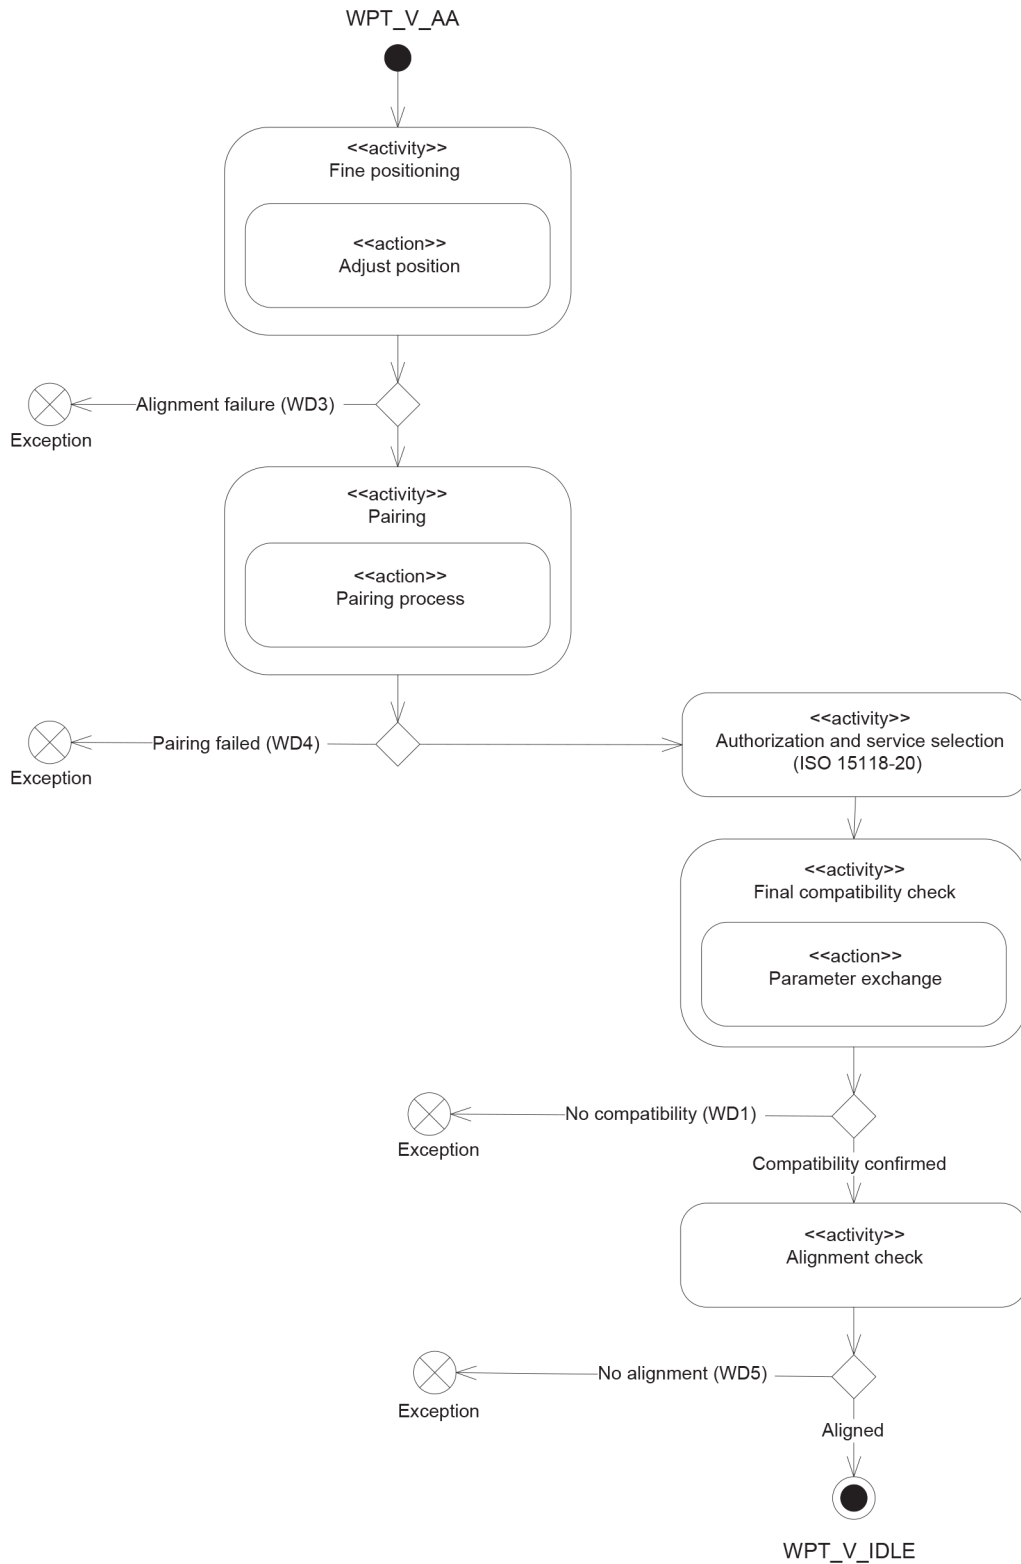 WPT_V_AA
<<activity>>
Fine positioning
<<action>>
Adjust position
Alignment failure (WD3)
Exception
<<activity>>
Pairing
<<action>>
Pairing process
Pairing failed (WD4)
Exception
<<activity>>
Authorization and service selection
(ISO 15118-20)
<<activity>>
Final compatibility check
<<action>>
Parameter exchange
No compatibility (WD1)
Exception
Compatibility confirmed
<<activity>>
Alignment check
No alignment (WD5)
Exception
Aligned
WPT_V_IDLE